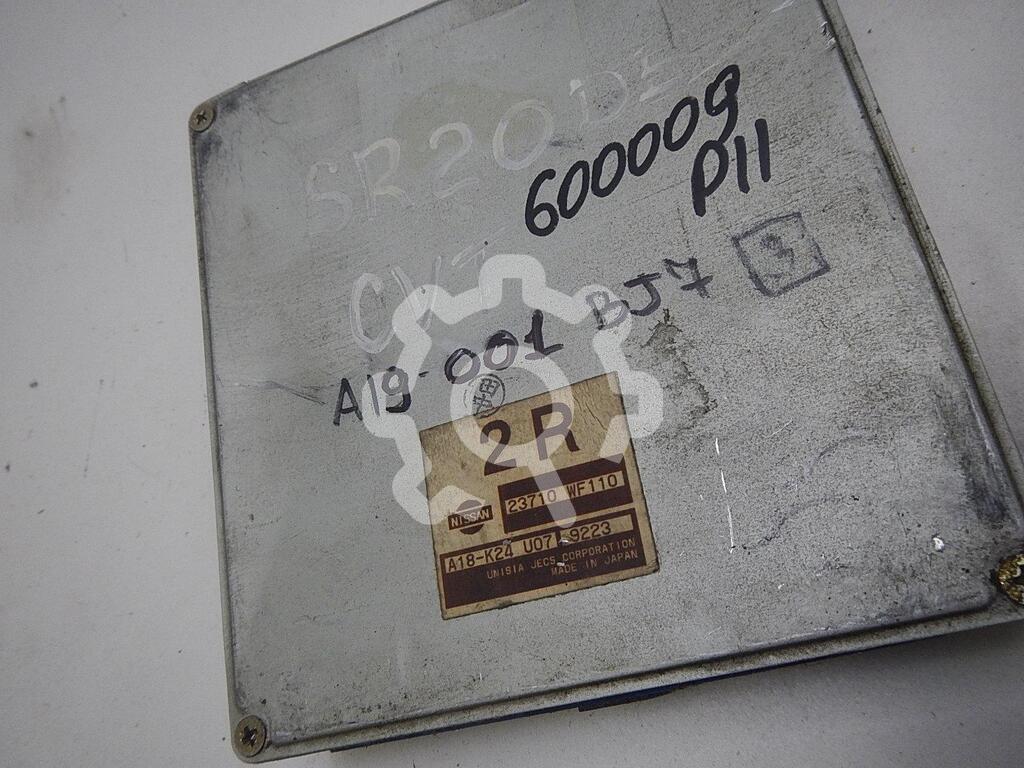 SR20DE
600009
P11
CVT
A19-001 BJ7 3
2R
23710 WF110
NISSAN
A18-K24 U07 9223
UNISIA JECS CORPORATION
MADE IN JAPAN